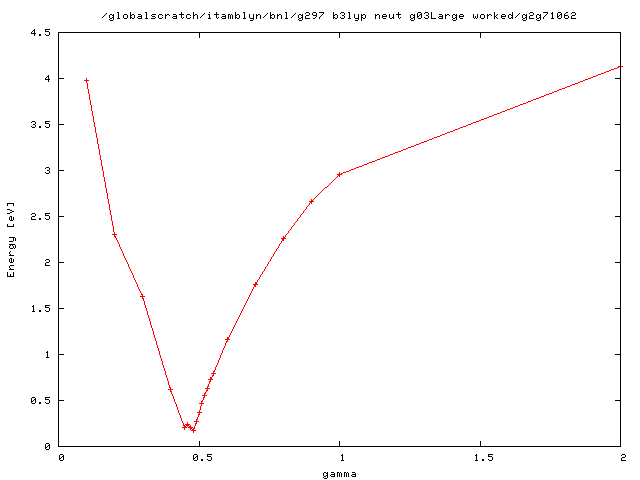 /globalscratch/itamblyn/bnl/g297 b3lyp neut g03Large worked/g2g71062
4.5
4
3.5
3
2.5
2
1.5
1
0.5
0
Energy [eV]
0 0.5 1 1.5 2
gamma